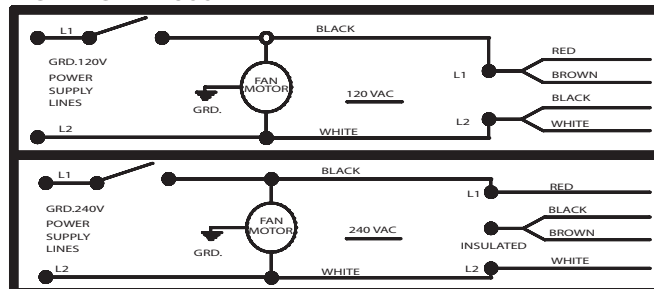 L1
BLACK
GRD.120V
POWER
SUPPLY
LINES
FAN
MOTOR
GRD.
120 VAC
L1
RED
BROWN
BLACK
L2
WHITE
L2
WHITE
L1
BLACK
GRD.240V
POWER
SUPPLY
LINES
FAN
MOTOR
GRD.
240 VAC
L1
RED
BLACK
BROWN
INSULATED
L2
WHITE
L2
WHITE